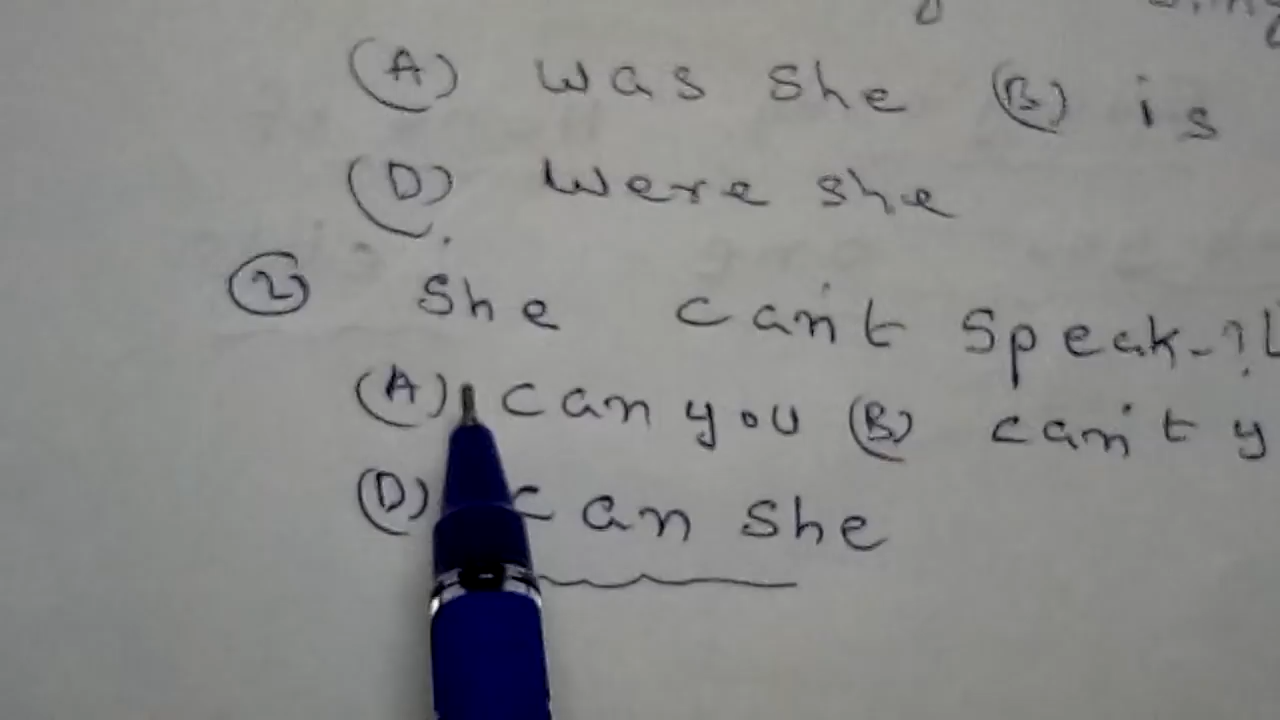 (A) was she (B) is
(D) were she
(2) She can't speak-?
(A) can you (B) can't y
(D) can she